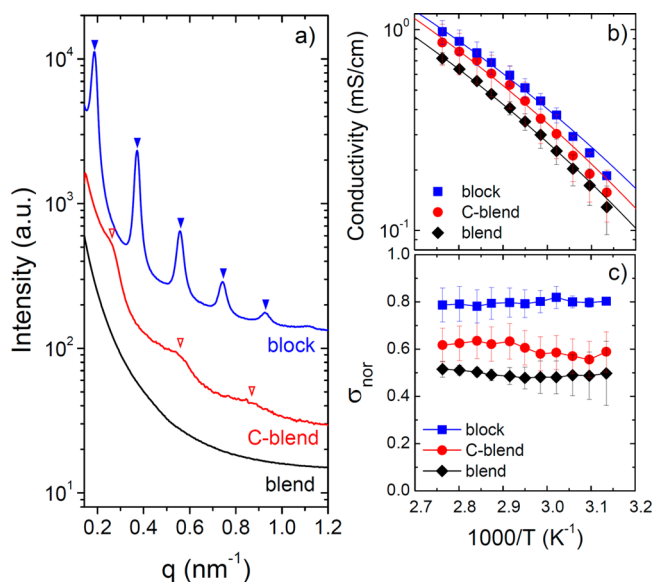 a)
Intensity (a.u.)
10⁴
10³
10²
10¹
block
C-blend
blend
0.2 0.4 0.6 0.8 1.0 1.2
q (nm⁻¹)
b)
Conductivity (mS/cm)
10⁰
10⁻¹
block
C-blend
blend
c)
σnor
1.0
0.8
0.6
0.4
0.2
0.0
block
C-blend
blend
2.7 2.8 2.9 3.0 3.1 3.2
1000/T (K⁻¹)